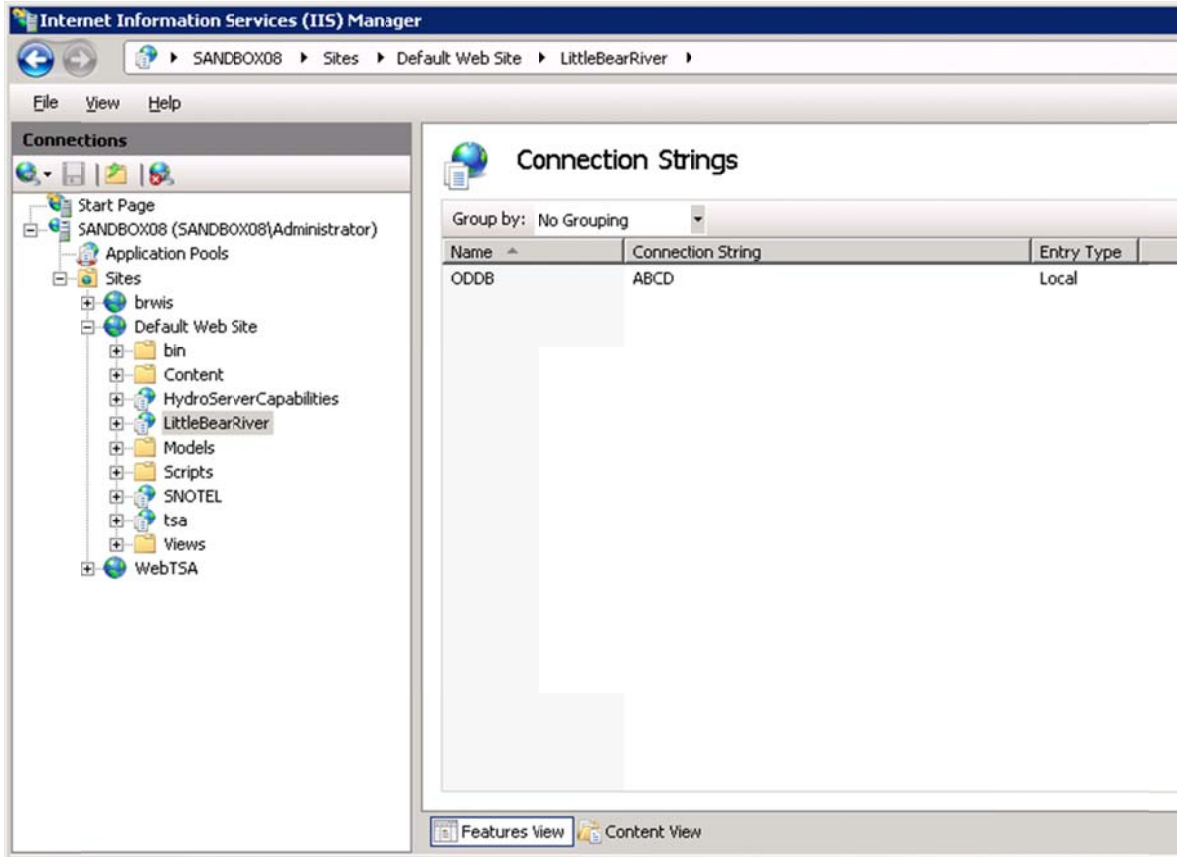 Internet Information Services (IIS) Manager
SANDBOX08 Sites Default Web Site LittleBearRiver
File View Help
Connections
Start Page
SANDBOX08 (SANDBOX08\Administrator)
Application Pools
Sites
brwis
Default Web Site
bin
Content
HydroServerCapabilities
LittleBearRiver
Models
Scripts
SNOTEL
tsa
Views
WebTSA
Connection Strings
Group by: No Grouping
Name Connection String Entry Type
ODDB ABCD Local
Features View Content View